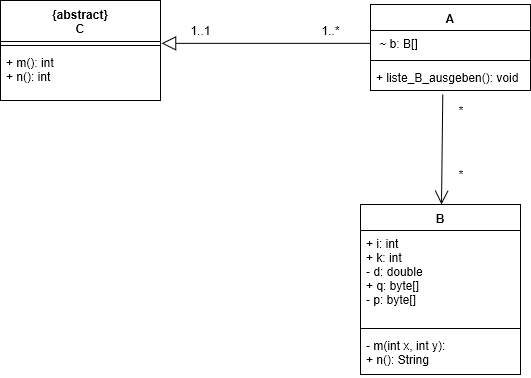 {abstract}
C
+ m(): int
+ n(): int
1..1
1..*
A
~ b: B[]
+ liste_B_ausgeben(): void
*
*
B
+ i: int
+ k: int
- d: double
+ q: byte[]
- p: byte[]
- m(int x, int y):
+ n(): String